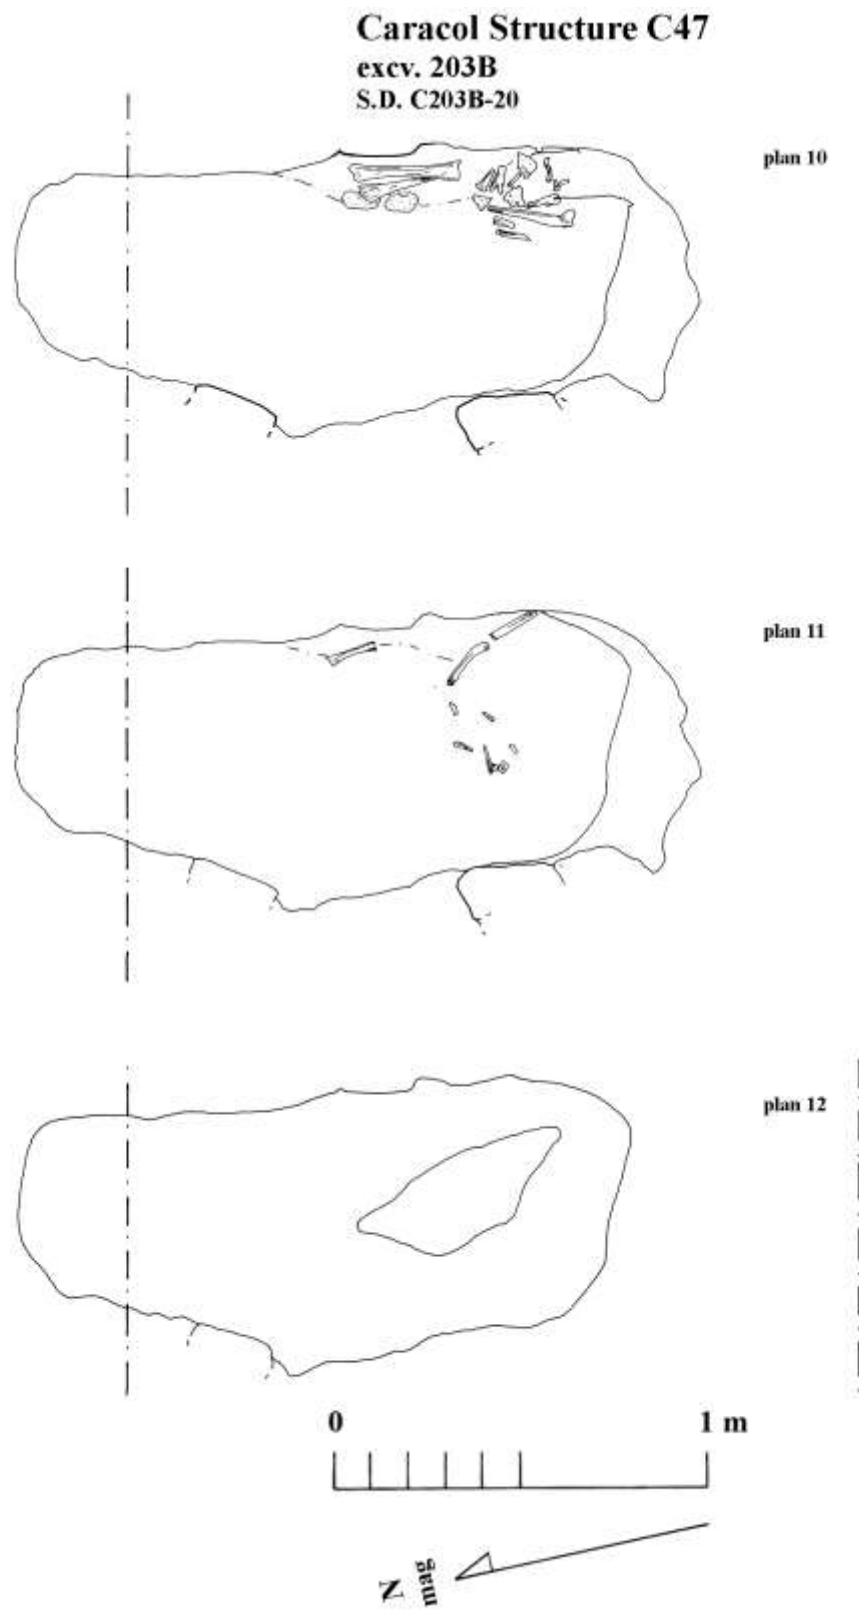 Caracol Structure C47
excv. 203B
S.D. C203B-20
plan 10
plan 11
plan 12
0 1 m
mag
N